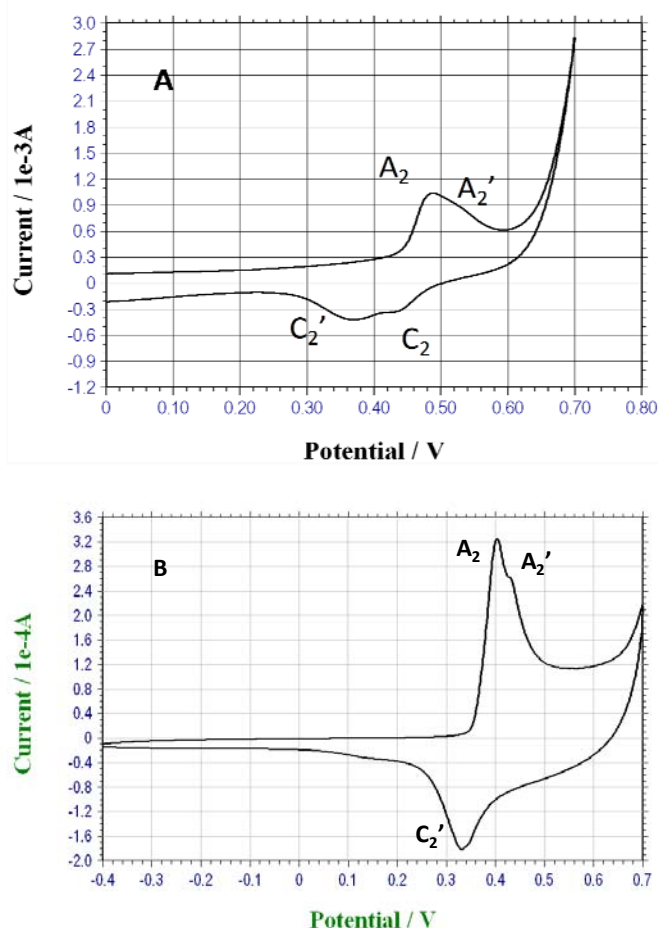 3.0
2.7
2.4
2.1
1.8
1.5
1.2
0.9
0.6
0.3
0
-0.3
-0.6
-0.9
-1.2
Current / 1e-3A
A
A₂
A₂’
C₂’
C₂
0 0.10 0.20 0.30 0.40 0.50 0.60 0.70 0.80
Potential / V
3.6
3.2
2.8
2.4
2.0
1.6
1.2
0.8
0.4
0
-0.4
-0.8
-1.2
-1.6
-2.0
Current / 1e-4A
B
A₂
A₂’
C₂’
-0.4 -0.3 -0.2 -0.1 0 0.1 0.2 0.3 0.4 0.5 0.6 0.7
Potential / V